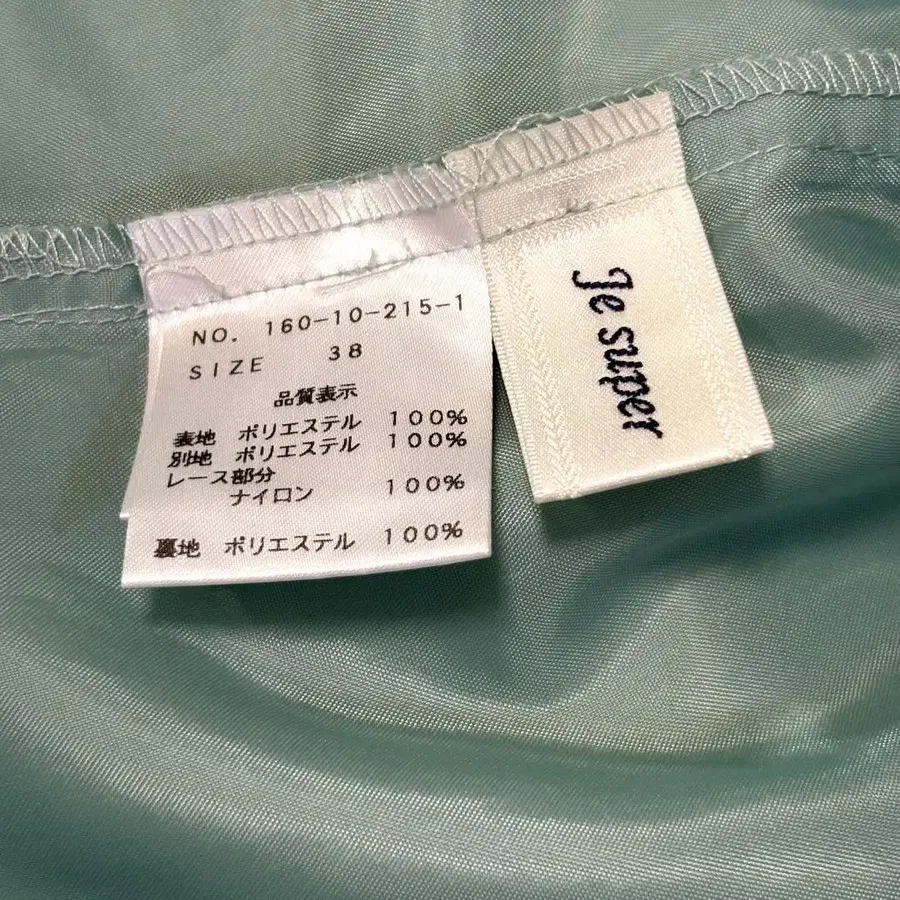 NO. 160-10-215-1
SIZE 38
品質表示
表地 ポリエステル 100%
別地 ポリエステル 100%
レース部分
ナイロン 100%
裏地 ポリエステル 100%
Je super